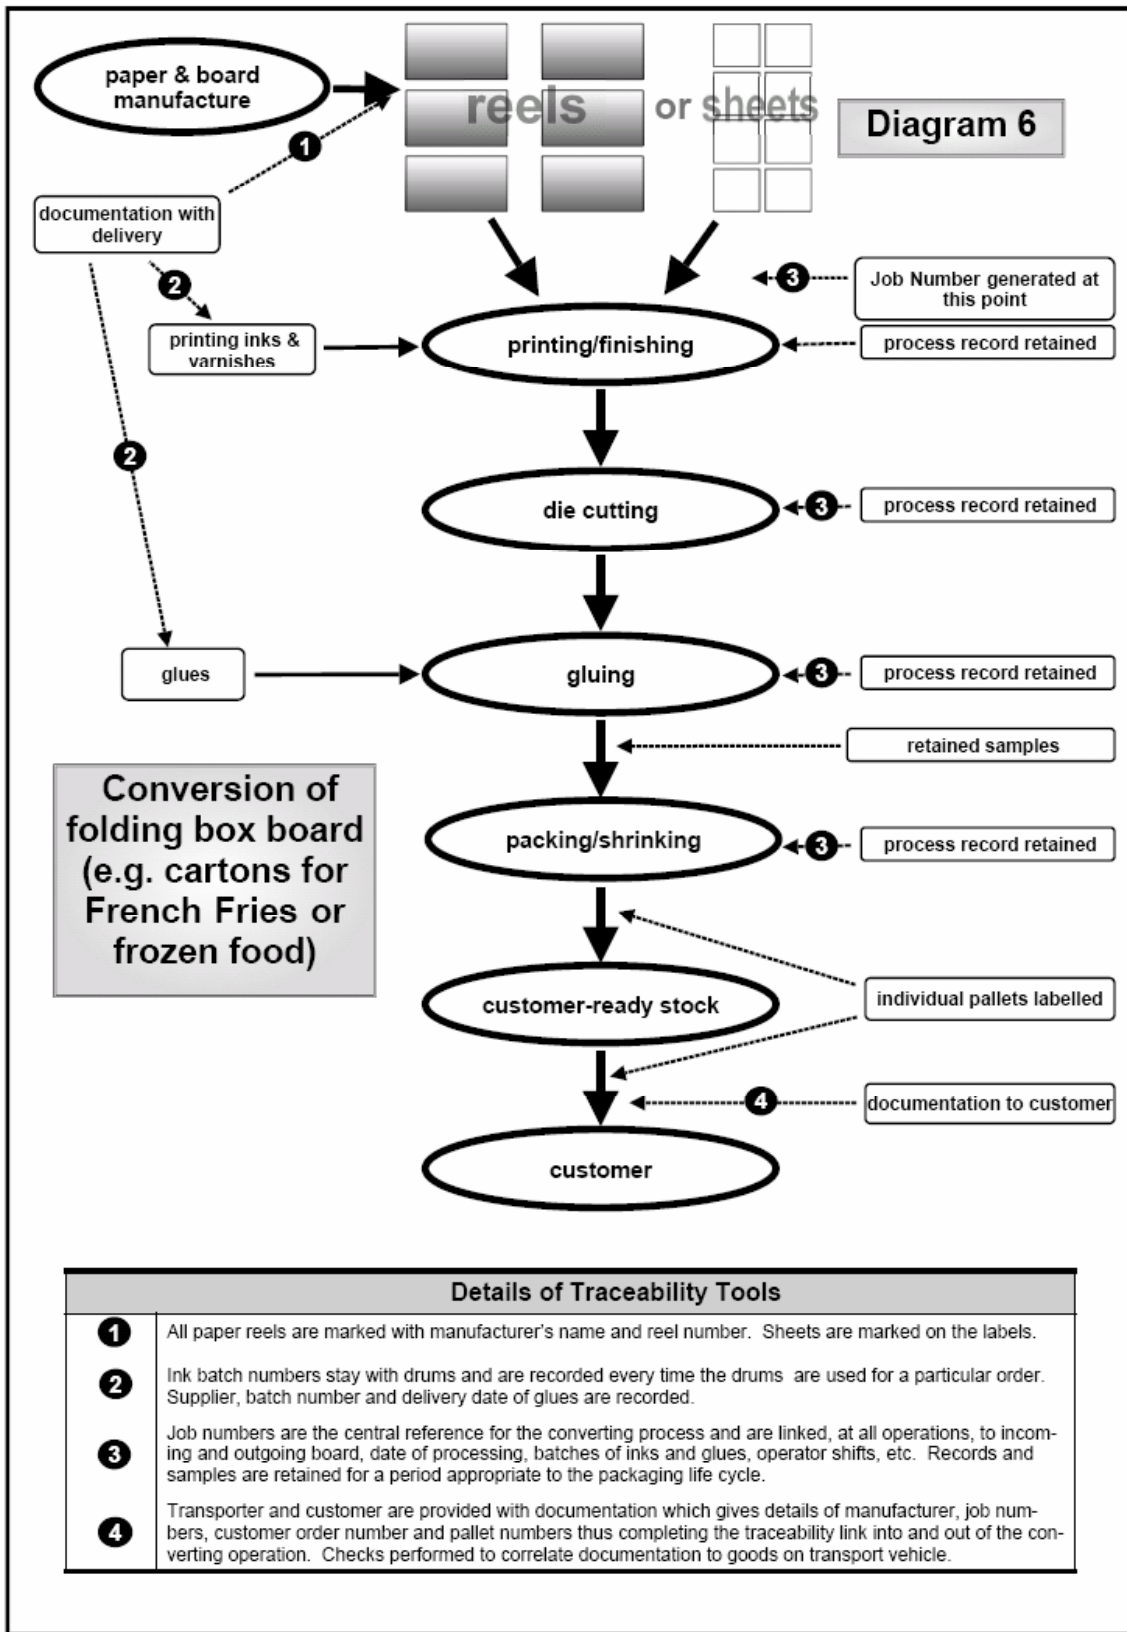 paper & board
manufacture
reels or sheets
Diagram 6
1
documentation with
delivery
2
3
Job Number generated at
this point
printing inks &
varnishes
printing/finishing
process record retained
2
die cutting
3
process record retained
glues
gluing
3
process record retained
retained samples
Conversion of
folding box board
(e.g. cartons for
French Fries or
frozen food)
packing/shrinking
3
process record retained
customer-ready stock
individual pallets labelled
4
documentation to customer
customer
Details of Traceability Tools
1
All paper reels are marked with manufacturer's name and reel number. Sheets are marked on the labels.
2
Ink batch numbers stay with drums and are recorded every time the drums are used for a particular order.
Supplier, batch number and delivery date of glues are recorded.
3
Job numbers are the central reference for the converting process and are linked, at all operations, to incom-
ing and outgoing board, date of processing, batches of inks and glues, operator shifts, etc. Records and
samples are retained for a period appropriate to the packaging life cycle.
4
Transporter and customer are provided with documentation which gives details of manufacturer, job num-
bers, customer order number and pallet numbers thus completing the traceability link into and out of the con-
verting operation. Checks performed to correlate documentation to goods on transport vehicle.